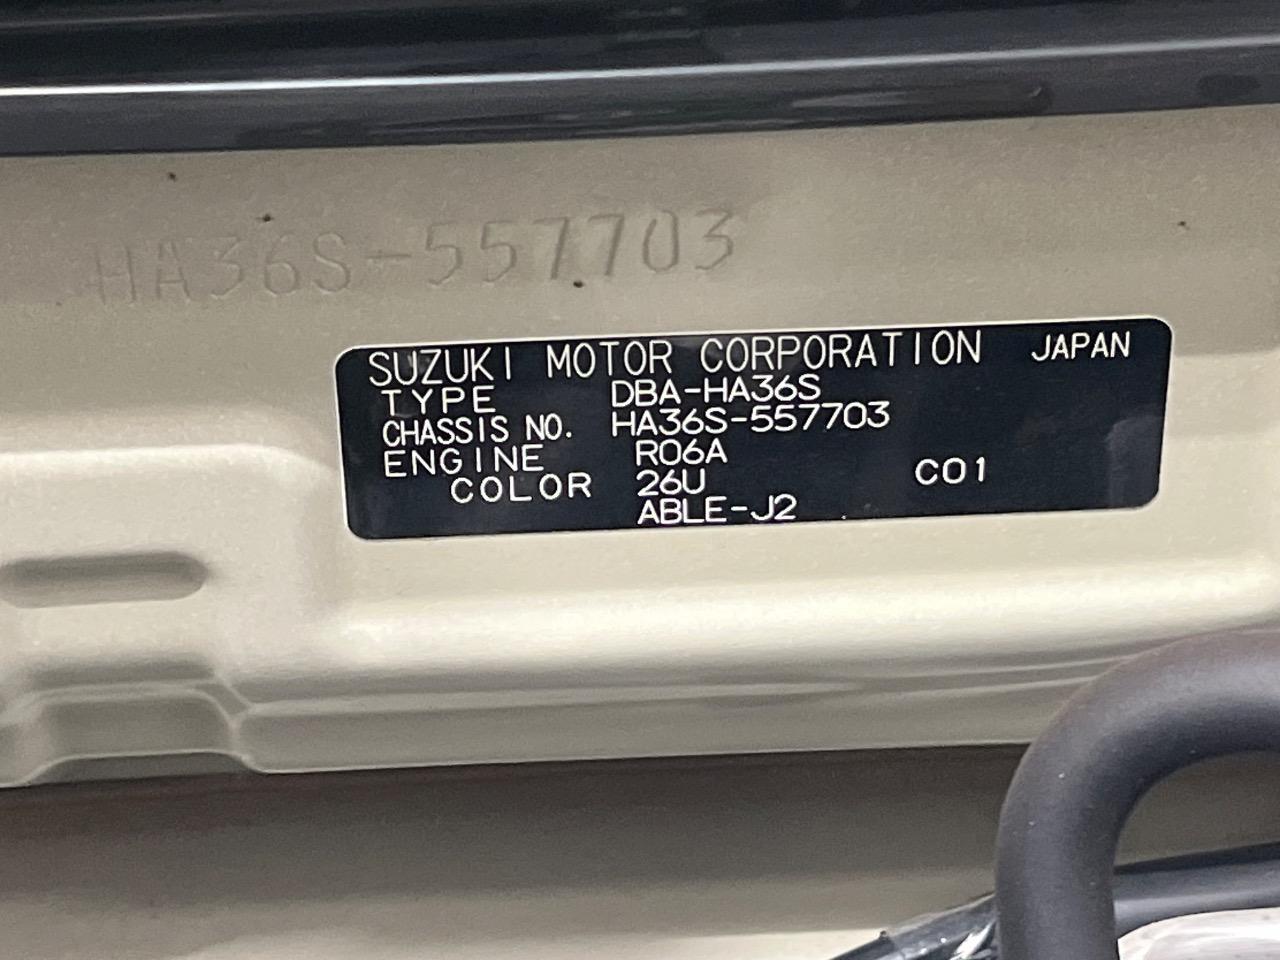 HA36S-557703
SUZUKI MOTOR CORPORATION JAPAN
TYPE DBA-HA36S
CHASSIS NO. HA36S-557703
ENGINE R06A
COLOR 26U C01
ABLE-J2